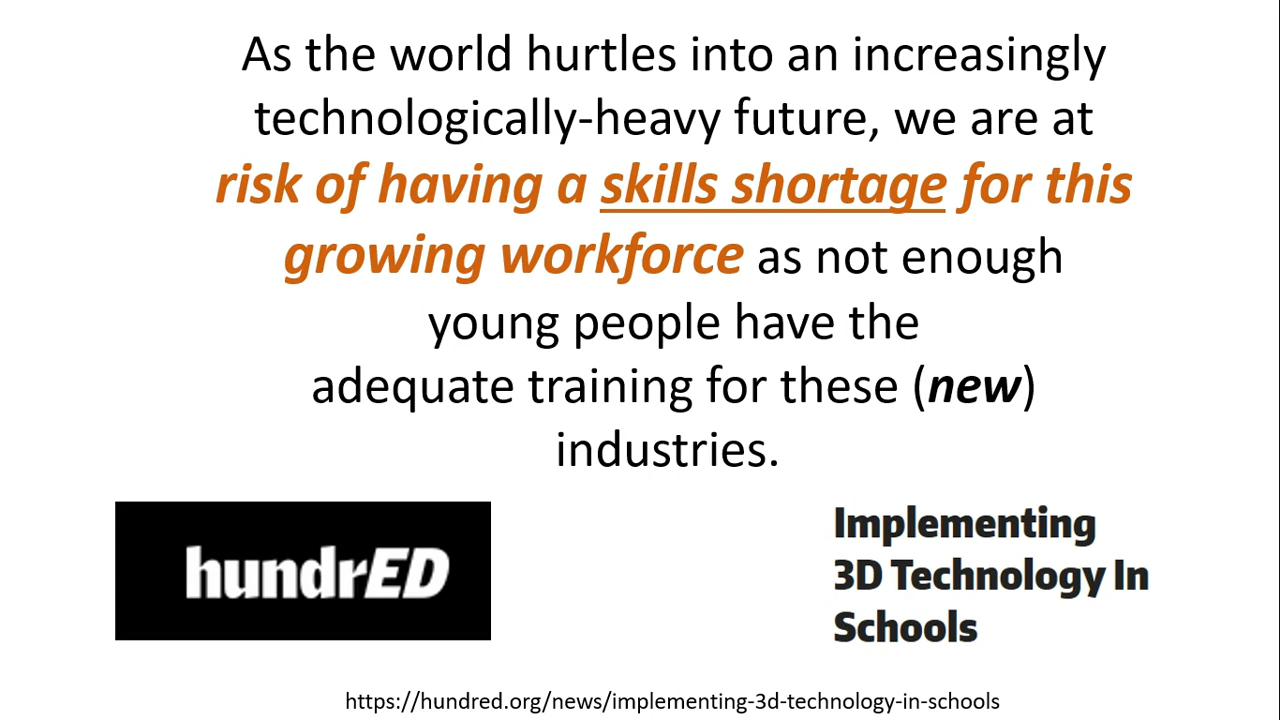 As the world hurtles into an increasingly
technologically-heavy future, we are at
risk of having a skills shortage for this
growing workforce as not enough
young people have the
adequate training for these (new)
industries.
hundrED
Implementing
3D Technology In
Schools
https://hundred.org/news/implementing-3d-technology-in-schools